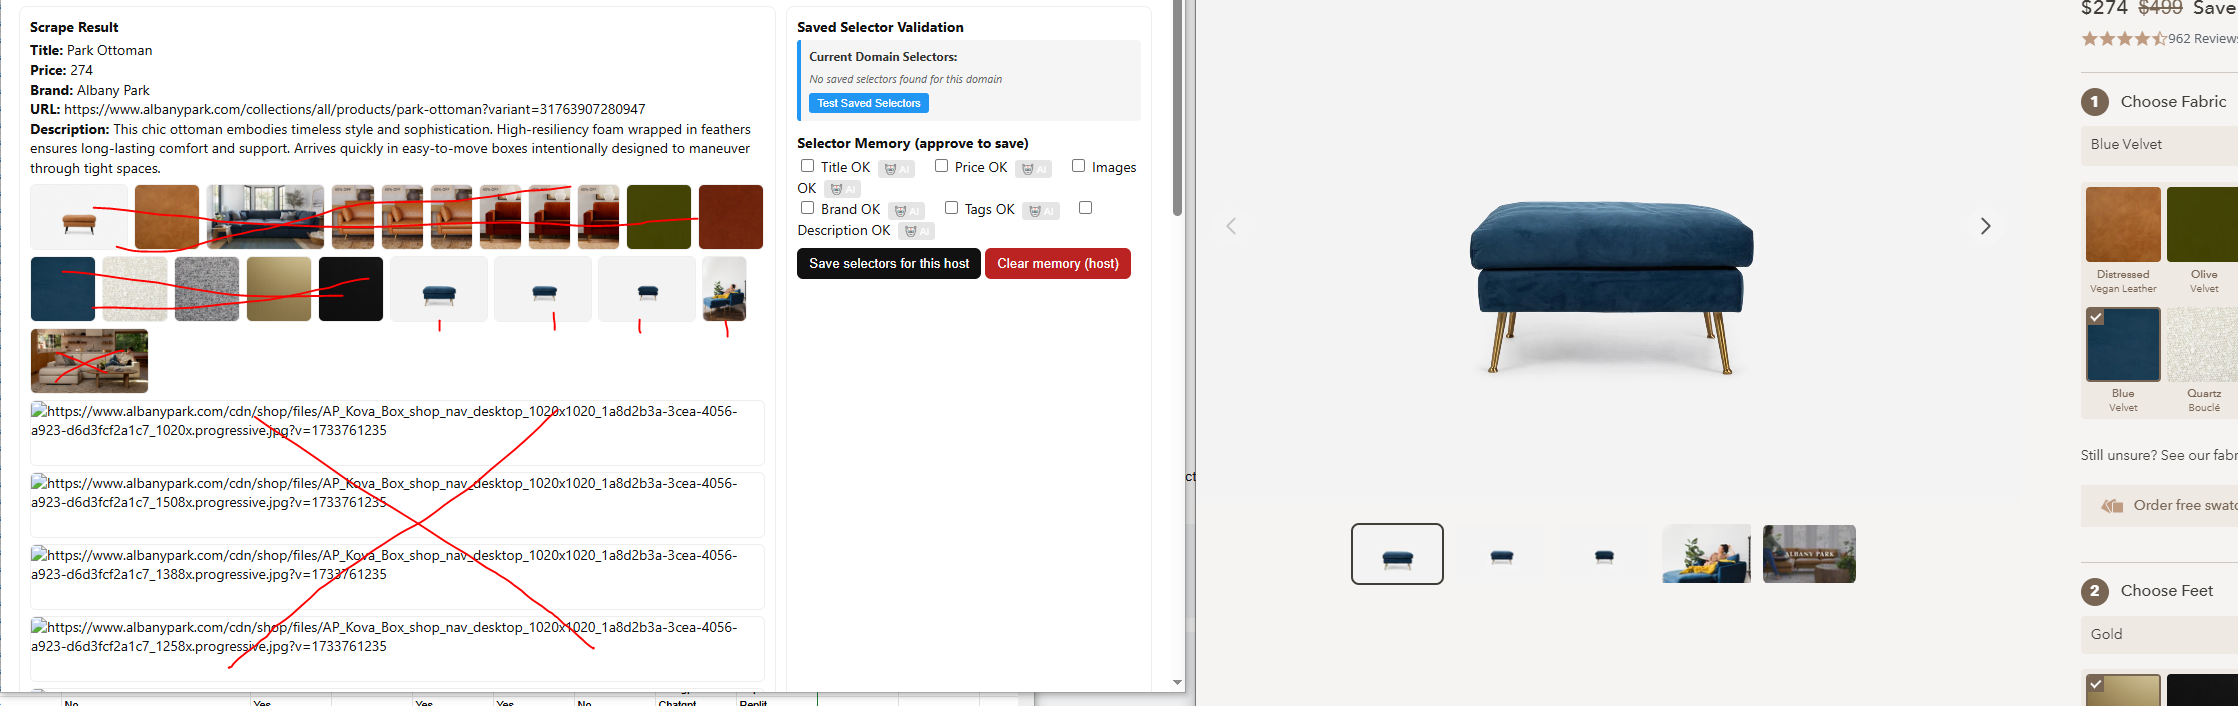 Scrape Result
Title: Park Ottoman
Price: 274
Brand: Albany Park
URL: https://www.albanypark.com/collections/all/products/park-ottoman?variant=31763907280947
Description: This chic ottoman embodies timeless style and sophistication. High-resiliency foam wrapped in feathers
ensures long-lasting comfort and support. Arrives quickly in easy-to-move boxes intentionally designed to maneuver
through tight spaces.
https://www.albanypark.com/cdn/shop/files/AP_Kova_Box_shop_nav_desktop_1020x1020_1a8d2b3a-3cea-4056-
a923-d6d3fcf2a1c7_1020x.progressive.jpg?v=1733761235
https://www.albanypark.com/cdn/shop/files/AP_Kova_Box_shop_nav_desktop_1020x1020_1a8d2b3a-3cea-4056-
a923-d6d3fcf2a1c7_1508x.progressive.jpg?v=1733761235
https://www.albanypark.com/cdn/shop/files/AP_Kova_Box_shop_nav_desktop_1020x1020_1a8d2b3a-3cea-4056-
a923-d6d3fcf2a1c7_1388x.progressive.jpg?v=1733761235
https://www.albanypark.com/cdn/shop/files/AP_Kova_Box_shop_nav_desktop_1020x1020_1a8d2b3a-3cea-4056-
a923-d6d3fcf2a1c7_1258x.progressive.jpg?v=1733761235
Saved Selector Validation
Current Domain Selectors:
No saved selectors found for this domain
Test Saved Selectors
Selector Memory (approve to save)
Title OK AI Price OK AI Images
OK AI
Brand OK AI Tags OK AI
Description OK AI
Save selectors for this host Clear memory (host)
ct
No Yes Yes Yes No Chatgpt Replit
$274 $499 Save
962 Reviews
1 Choose Fabric
Blue Velvet
Distressed
Vegan Leather
Olive
Velvet
Blue
Velvet
Quartz
Bouclé
Still unsure? See our fabr
Order free swatc
2 Choose Feet
Gold
ALBANY PARK